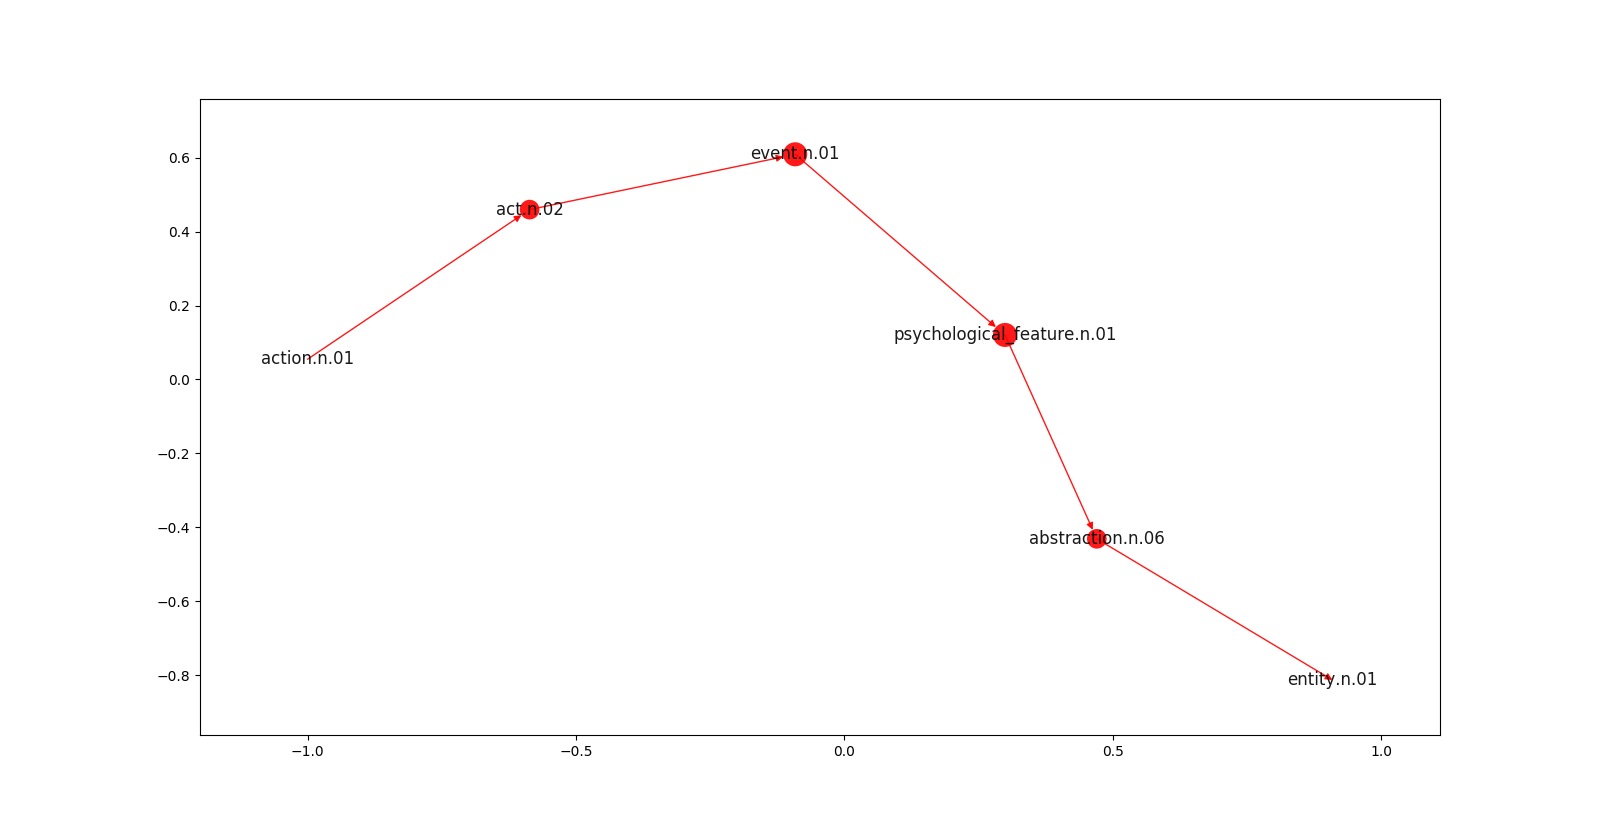 0.6
0.4
0.2
0.0
−0.2
−0.4
−0.6
−0.8
event.n.01
act.n.02
psychological_feature.n.01
action.n.01
abstraction.n.06
entity.n.01
−1.0
−0.5
0.0
0.5
1.0